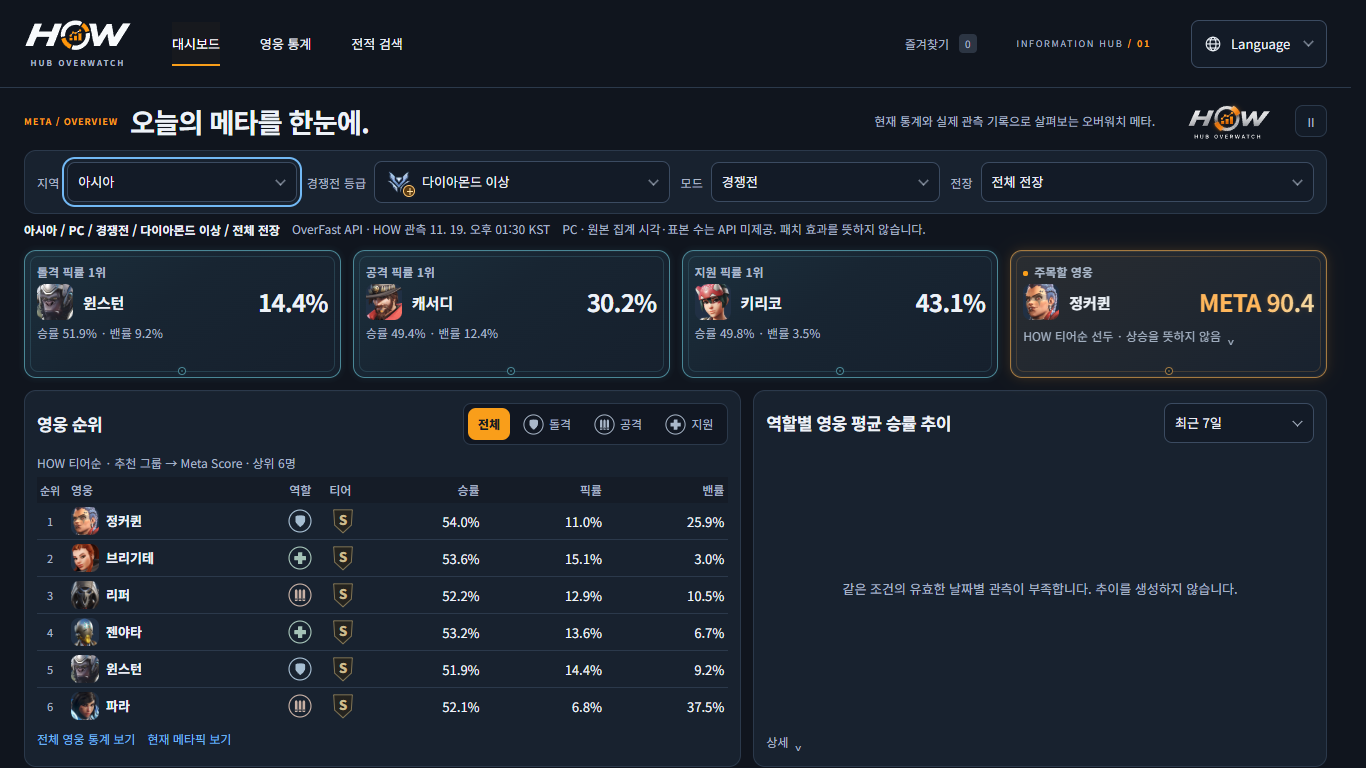 HOW
HUB OVERWATCH
대시보드
영웅 통계
전적 검색
즐겨찾기 0
INFORMATION HUB / 01
Language
META / OVERVIEW
오늘의 메타를 한눈에.
현재 통계와 실제 관측 기록으로 살펴보는 오버워치 메타.
HOW
HUB OVERWATCH
지역 아시아
경쟁전 등급 다이아몬드 이상
모드 경쟁전
전장 전체 전장
아시아 / PC / 경쟁전 / 다이아몬드 이상 / 전체 전장 OverFast API · HOW 관측 11. 19. 오후 01:30 KST PC · 원본 집계 시각· 표본 수는 API 미제공. 패치 효과를 뜻하지 않습니다.
돌격 픽률 1위
윈스턴 14.4%
승률 51.9% · 밴률 9.2%
공격 픽률 1위
캐서디 30.2%
승률 49.4% · 밴률 12.4%
지원 픽률 1위
키리코 43.1%
승률 49.8% · 밴률 3.5%
주목할 영웅
정커퀸 META 90.4
HOW 티어순 선두 · 상승을 뜻하지 않음
영웅 순위
전체 돌격 공격 지원
HOW 티어순 · 추천 그룹 → Meta Score · 상위 6명
순위 영웅 역할 티어 승률 픽률 밴률
1 정커퀸 S 54.0% 11.0% 25.9%
2 브리기테 S 53.6% 15.1% 3.0%
3 리퍼 S 52.2% 12.9% 10.5%
4 젠야타 S 53.2% 13.6% 6.7%
5 윈스턴 S 51.9% 14.4% 9.2%
6 파라 S 52.1% 6.8% 37.5%
전체 영웅 통계 보기 현재 메타픽 보기
역할별 영웅 평균 승률 추이
최근 7일
같은 조건의 유효한 날짜별 관측이 부족합니다. 추이를 생성하지 않습니다.
상세